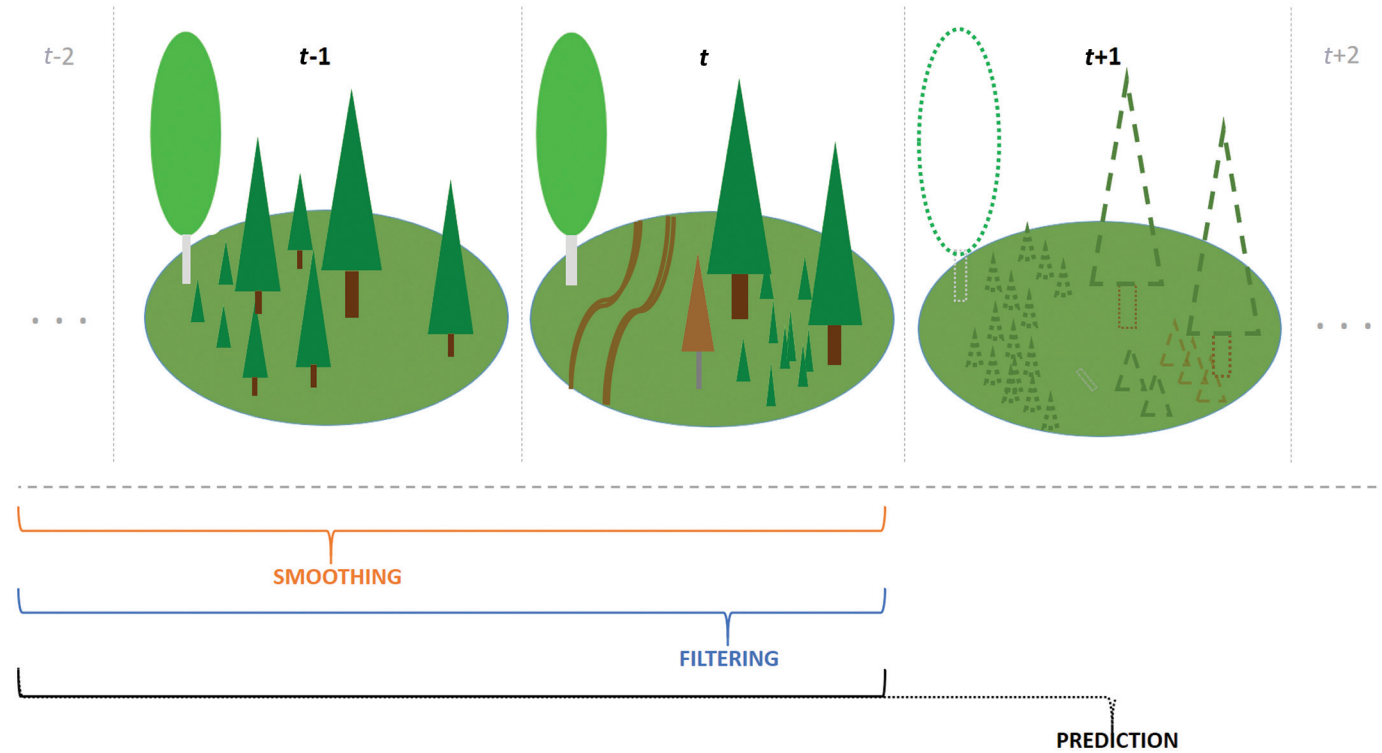 t-2
t-1
t
t+1
t+2
. . .
. . .
SMOOTHING
FILTERING
PREDICTION